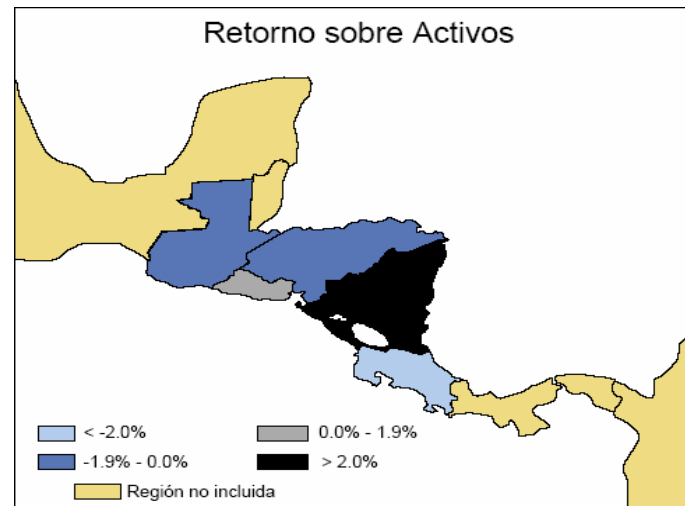 Retorno sobre Activos
< -2.0%
0.0% - 1.9%
-1.9% - 0.0%
> 2.0%
Región no incluida